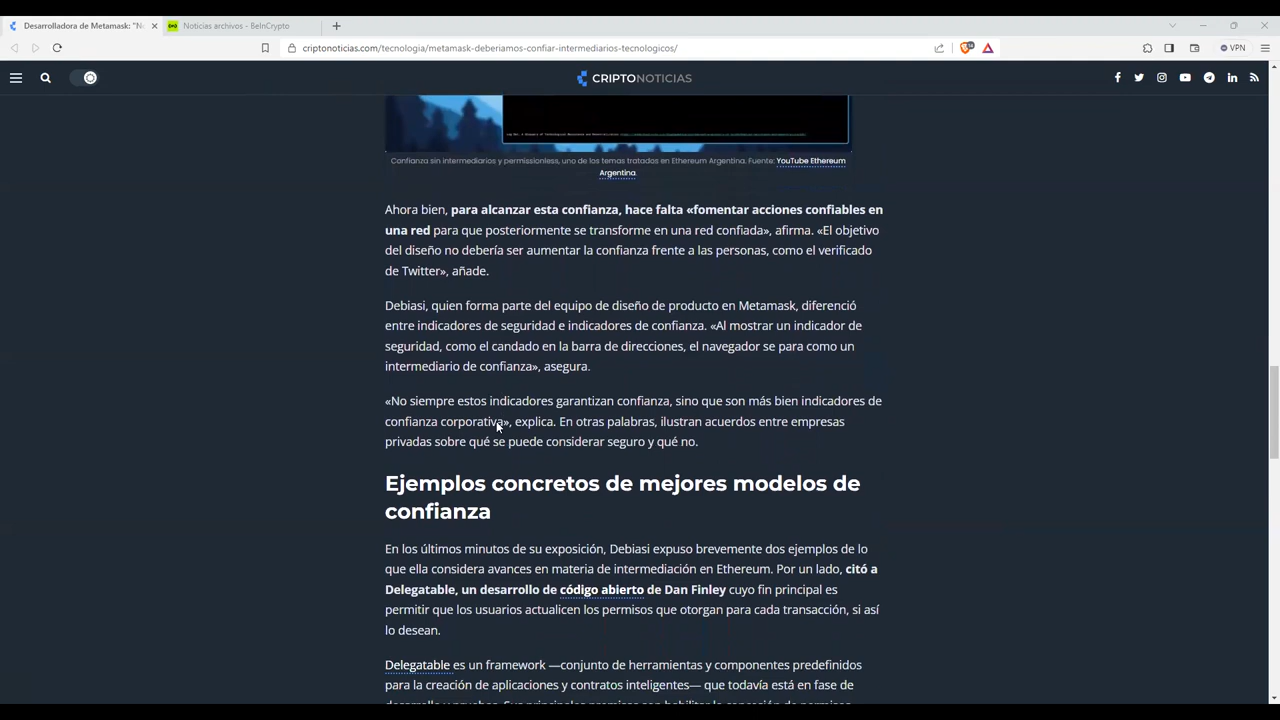 Desarrolladora de Metamask: "No
Noticias archivos - BeInCrypto
criptonoticias.com/tecnologia/metamask-deberiamos-confiar-intermediarios-tecnologicos/
VPN
CRIPTONOTICIAS
Confianza sin intermediarios y permissionless, uno de los temas tratados en Ethereum Argentina. Fuente: YouTube Ethereum
Argentina.
Ahora bien, para alcanzar esta confianza, hace falta «fomentar acciones confiables en
una red para que posteriormente se transforme en una red confiada», afirma. «El objetivo
del diseño no debería ser aumentar la confianza frente a las personas, como el verificado
de Twitter», añade.
Debiasi, quien forma parte del equipo de diseño de producto en Metamask, diferenció
entre indicadores de seguridad e indicadores de confianza. «Al mostrar un indicador de
seguridad, como el candado en la barra de direcciones, el navegador se para como un
intermediario de confianza», asegura.
«No siempre estos indicadores garantizan confianza, sino que son más bien indicadores de
confianza corporativa», explica. En otras palabras, ilustran acuerdos entre empresas
privadas sobre qué se puede considerar seguro y qué no.
Ejemplos concretos de mejores modelos de
confianza
En los últimos minutos de su exposición, Debiasi expuso brevemente dos ejemplos de lo
que ella considera avances en materia de intermediación en Ethereum. Por un lado, citó a
Delegatable, un desarrollo de código abierto de Dan Finley cuyo fin principal es
permitir que los usuarios actualicen los permisos que otorgan para cada transacción, si así
lo desean.
Delegatable es un framework —conjunto de herramientas y componentes predefinidos
para la creación de aplicaciones y contratos inteligentes— que todavía está en fase de